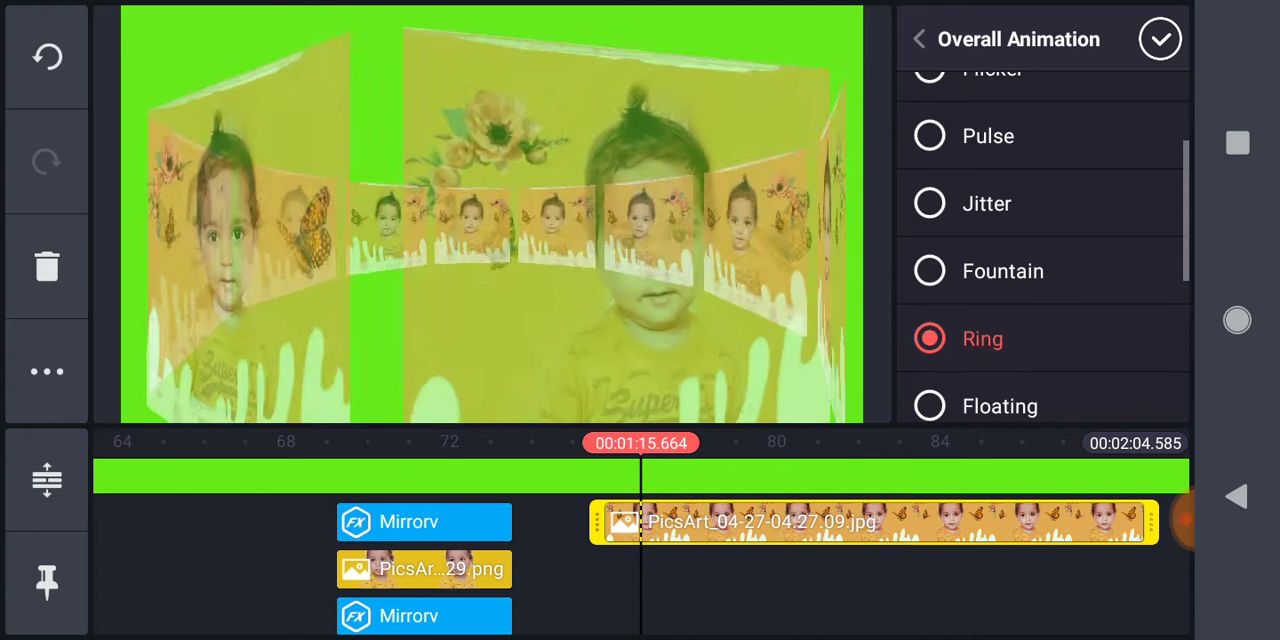 Overall Animation
Flicker
Pulse
Jitter
Fountain
Ring
Floating
64 68 72 00:01:15.664 80 84 00:02:04.585
Mirrorv
PicsArt_04-27-04.27.09.jpg
PicsAr...29.png
Mirrorv
Super